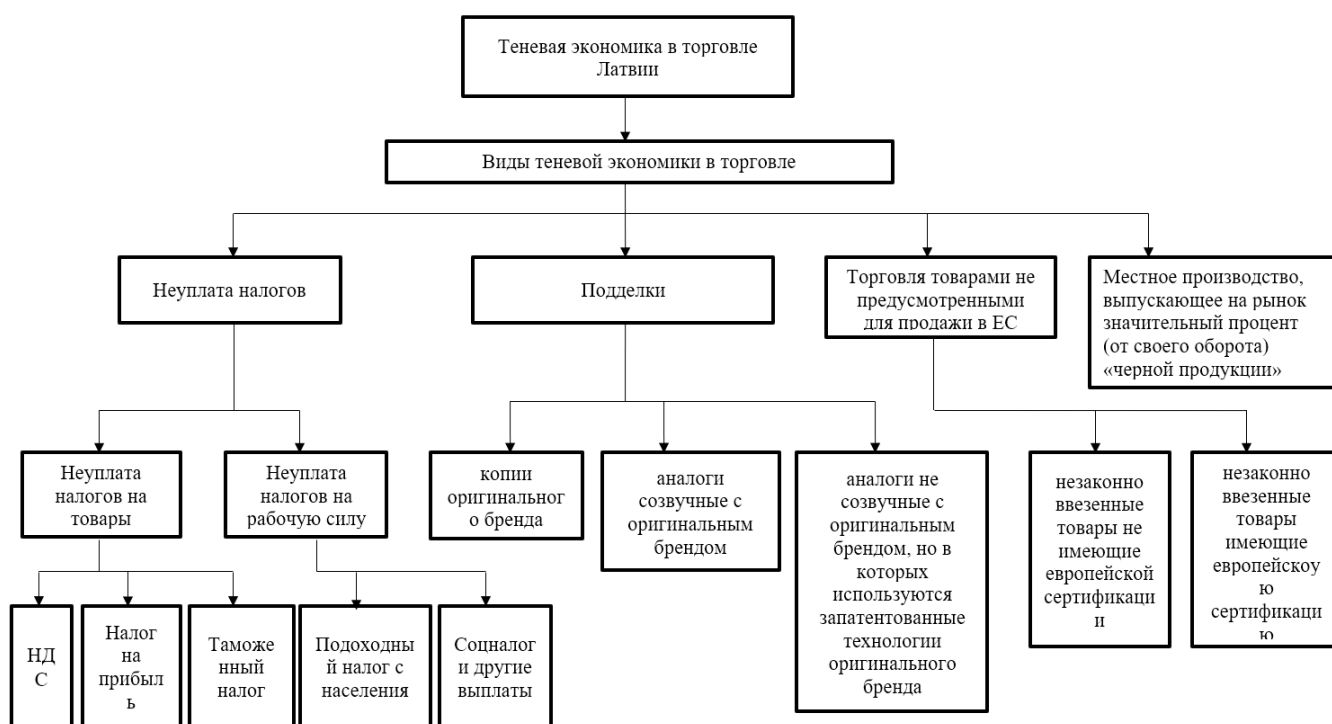 Теневая экономика в торговле
Латвии
Виды теневой экономики в торговле
Неуплата налогов
Подделки
Торговля товарами не
предусмотренными
для продажи в ЕС
Местное производство,
выпускающее на рынок
значительный процент
(от своего оборота)
«черной продукции»
Неуплата
налогов на
товары
Неуплата
налогов на
рабочую силу
копии
оригинальног
о бренда
аналоги
созвучные с
оригинальным
брендом
аналоги не
созвучные с
оригинальным
брендом, но в
которых
используются
запатентованные
технологии
оригинального
бренда
незаконно
ввезенные
товары не
имеющие
европейской
сертификаци
и
незаконно
ввезенные
товары
имеющие
европейскоу
ю
сертификаци
ю
НД
С
Налог
на
прибыл
ь
Таможе
нный
налог
Подоходны
й налог с
населения
Соцналог
и другие
выплаты